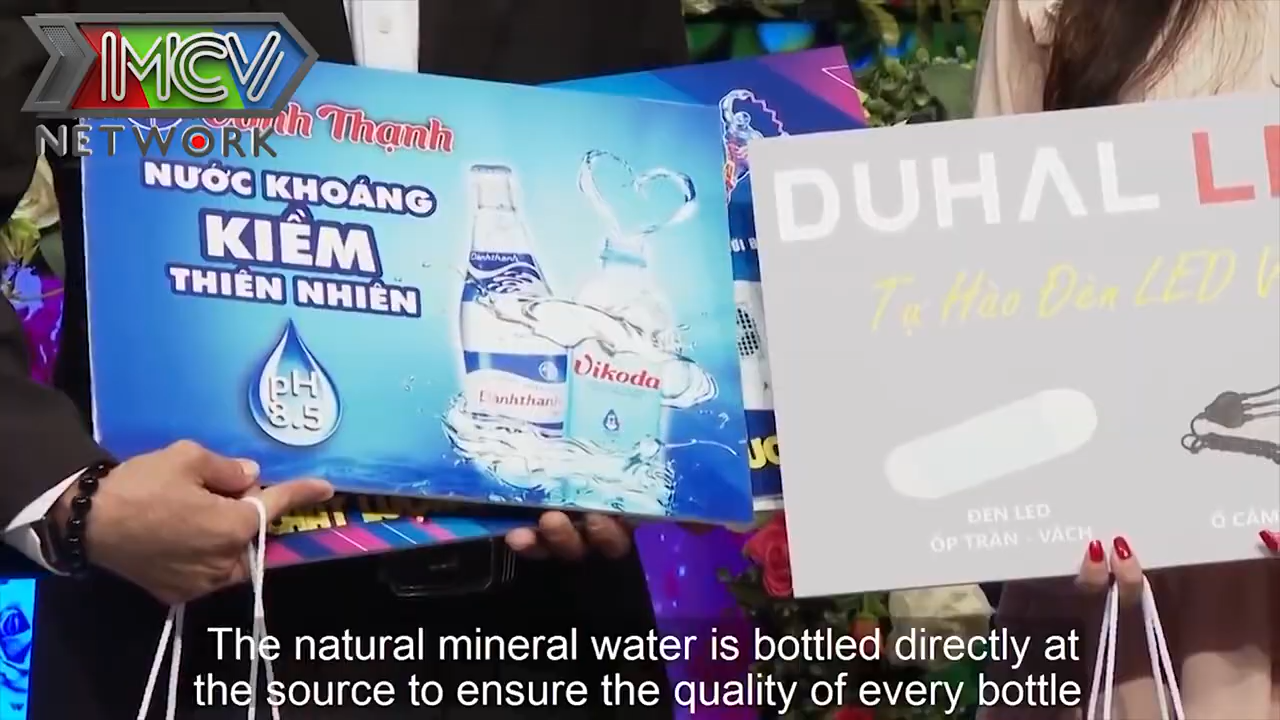 MCV
NETWORK
Thạnh
NƯỚC KHOÁNG
KIỀM
THIÊN NHIÊN
pH
8.5
Danhthanh
Danhthanh
Vikoda
DUHAL
Tự Hào Đèn LED
ĐÈN LED
ỐP TRẦN - VÁCH
The natural mineral water is bottled directly at
the source to ensure the quality of every bottle